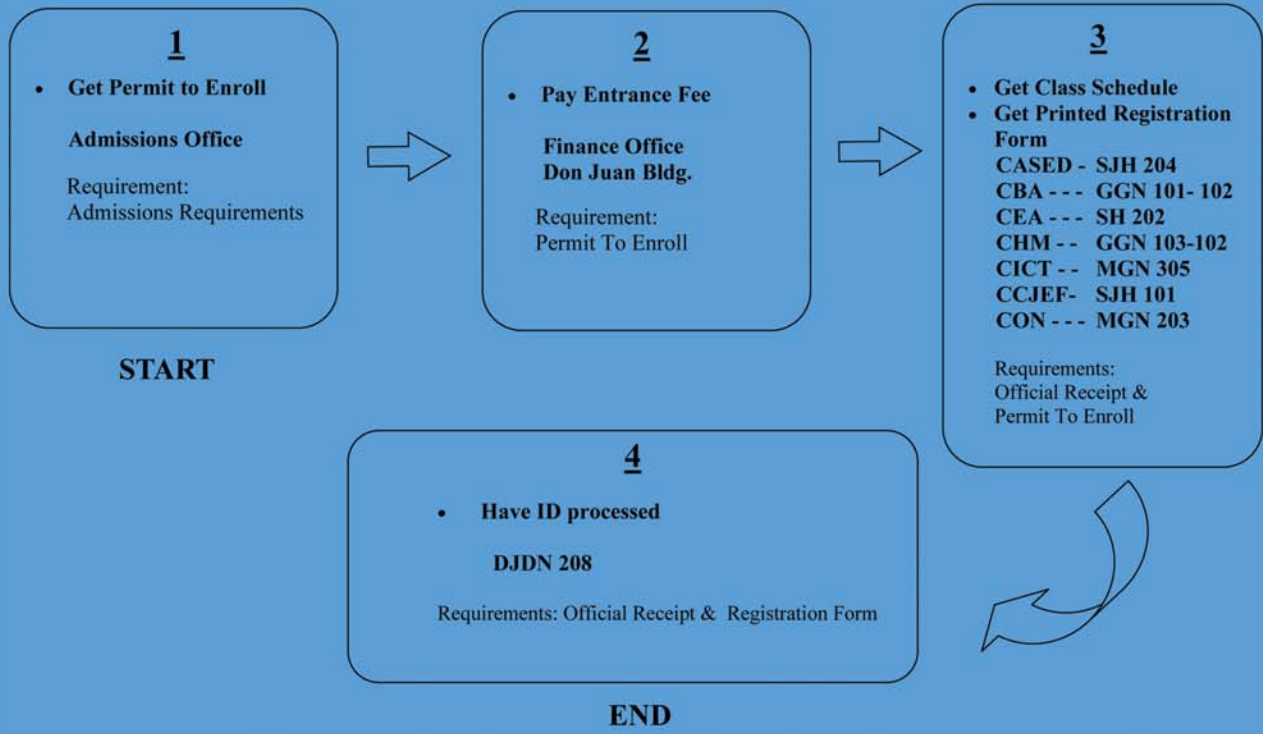 1
• Get Permit to Enroll
Admissions Office
Requirement:
Admissions Requirements
START
2
• Pay Entrance Fee
Finance Office
Don Juan Bldg.
Requirement:
Permit To Enroll
3
• Get Class Schedule
• Get Printed Registration
Form
CASED - SJH 204
CBA - - - GGN 101- 102
CEA - - - SH 202
CHM - - GGN 103-102
CICT - - MGN 305
CCJEF- SJH 101
CON - - - MGN 203
Requirements:
Official Receipt &
Permit To Enroll
4
• Have ID processed
DJDN 208
Requirements: Official Receipt & Registration Form
END